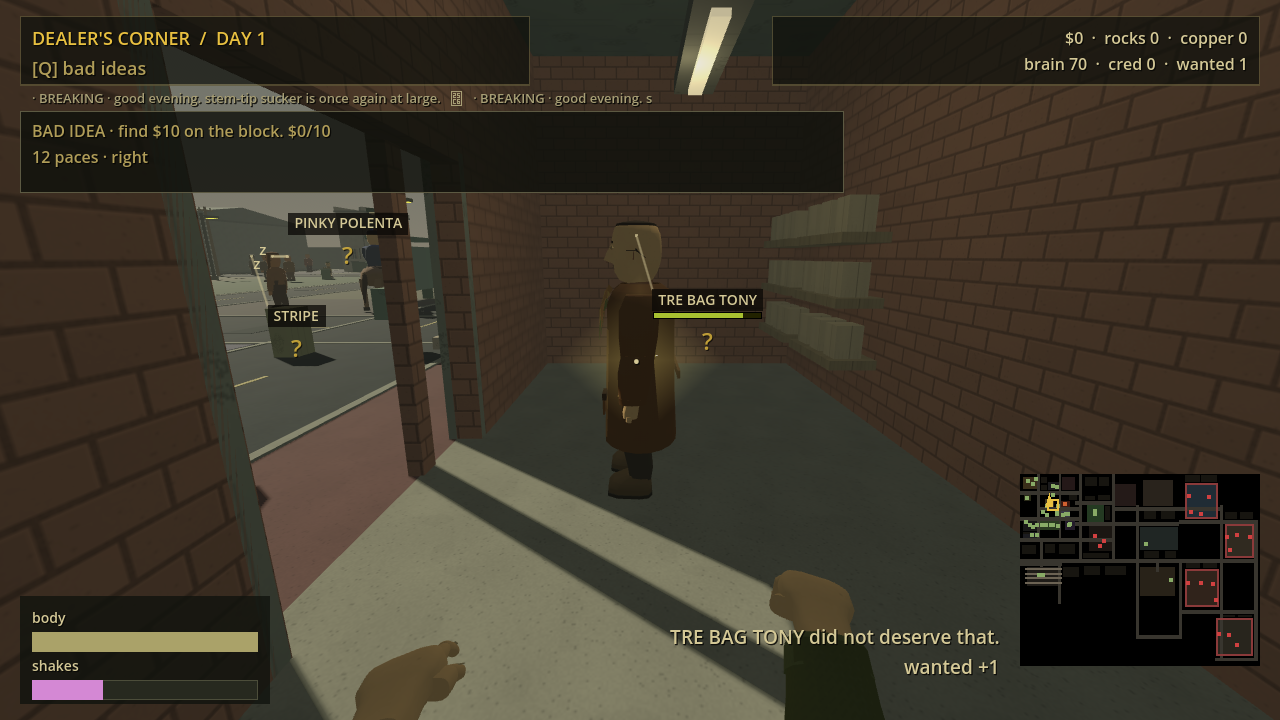 DEALER'S CORNER / DAY 1
[Q] bad ideas
$0 · rocks 0 · copper 0
brain 70 · cred 0 · wanted 1
· BREAKING · good evening. stem-tip sucker is once again at large. · BREAKING · good evening. s
BAD IDEA · find $10 on the block. $0/10
12 paces · right
PINKY POLENTA
?
z
z
STRIPE
?
TRE BAG TONY
?
body
shakes
TRE BAG TONY did not deserve that.
wanted +1